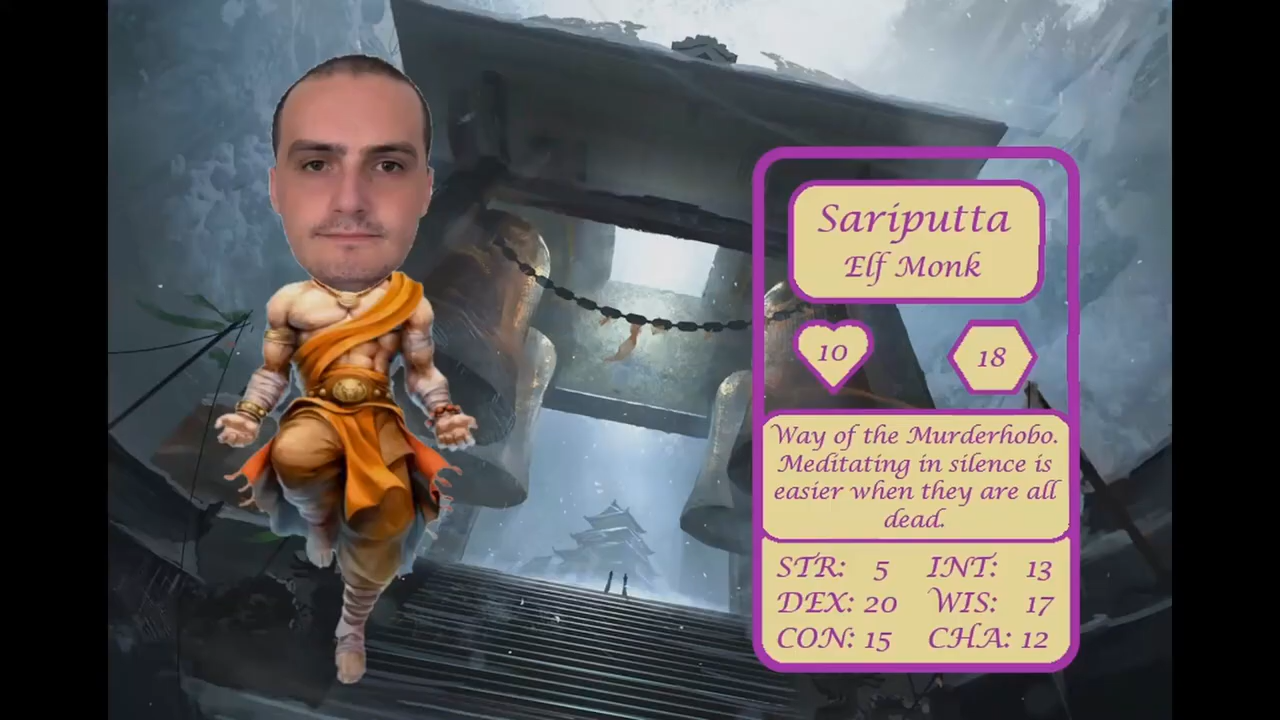 Sariputta
Elf Monk
10 18
Way of the Murderhobo.
Meditating in silence is
easier when they are all
dead.
STR: 5 INT: 13
DEX: 20 WIS: 17
CON: 15 CHA: 12